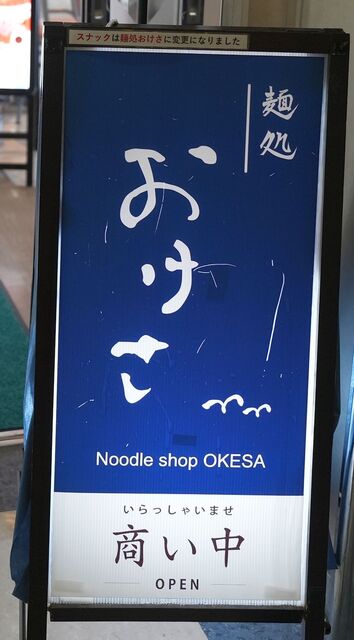 スナックは麺処おけさに変更になりました
麺処
おけさ
Noodle shop OKESA
いらっしゃいませ
商い中
OPEN